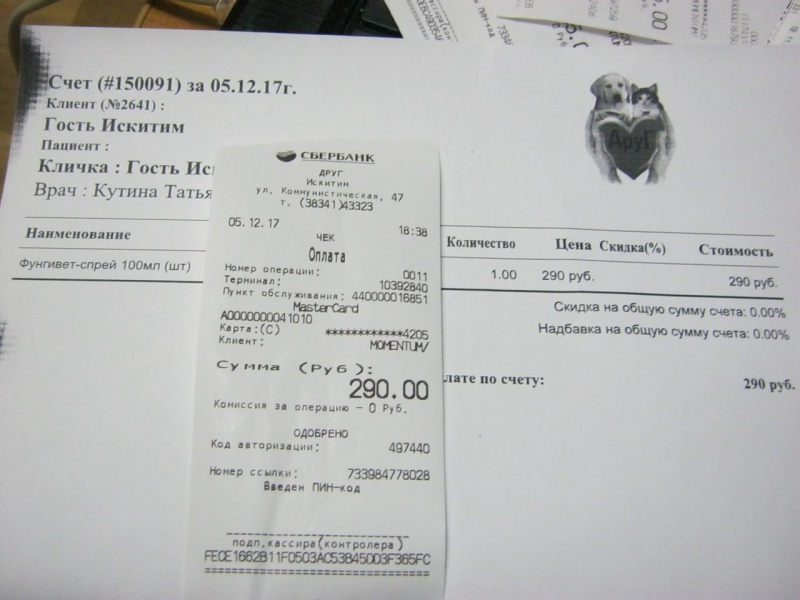 Счет (#150091) за 05.12.17г.
Клиент (№2641) :
Гость Искитим
Пациент :
Кличка : Гость
Врач : Кутина
Друг
Наименование
Количество Цена Скидка(%) Стоимость
Фунгивет-спрей 100мл (шт)
1.00 290 руб. 290 руб.
Скидка на общую сумму счета: 0.00%
Надбавка на общую сумму счета: 0.00%
по счету: 290 руб.
СБЕРБАНК
ДРУГ
Искитим
ул. Коммунистическая, 47
т. (38341)43323
05.12.17 18:38
ЧЕК
Оплата
Номер операции: 0011
Терминал: 10392840
Пункт обслуживания: 440000016851
MasterCard
A0000000041010
Карта:(C) ************4205
Клиент: MOMENTUM/
Сумма (Руб):
290.00
Комиссия за операцию - 0 Руб.
ОДОБРЕНО
Код авторизации: 497440
Номер ссылки: 733984778028
Введен ПИН-код
подп.кассира(контролера)
FECE1662B11F0503AC53B45D03F365FC